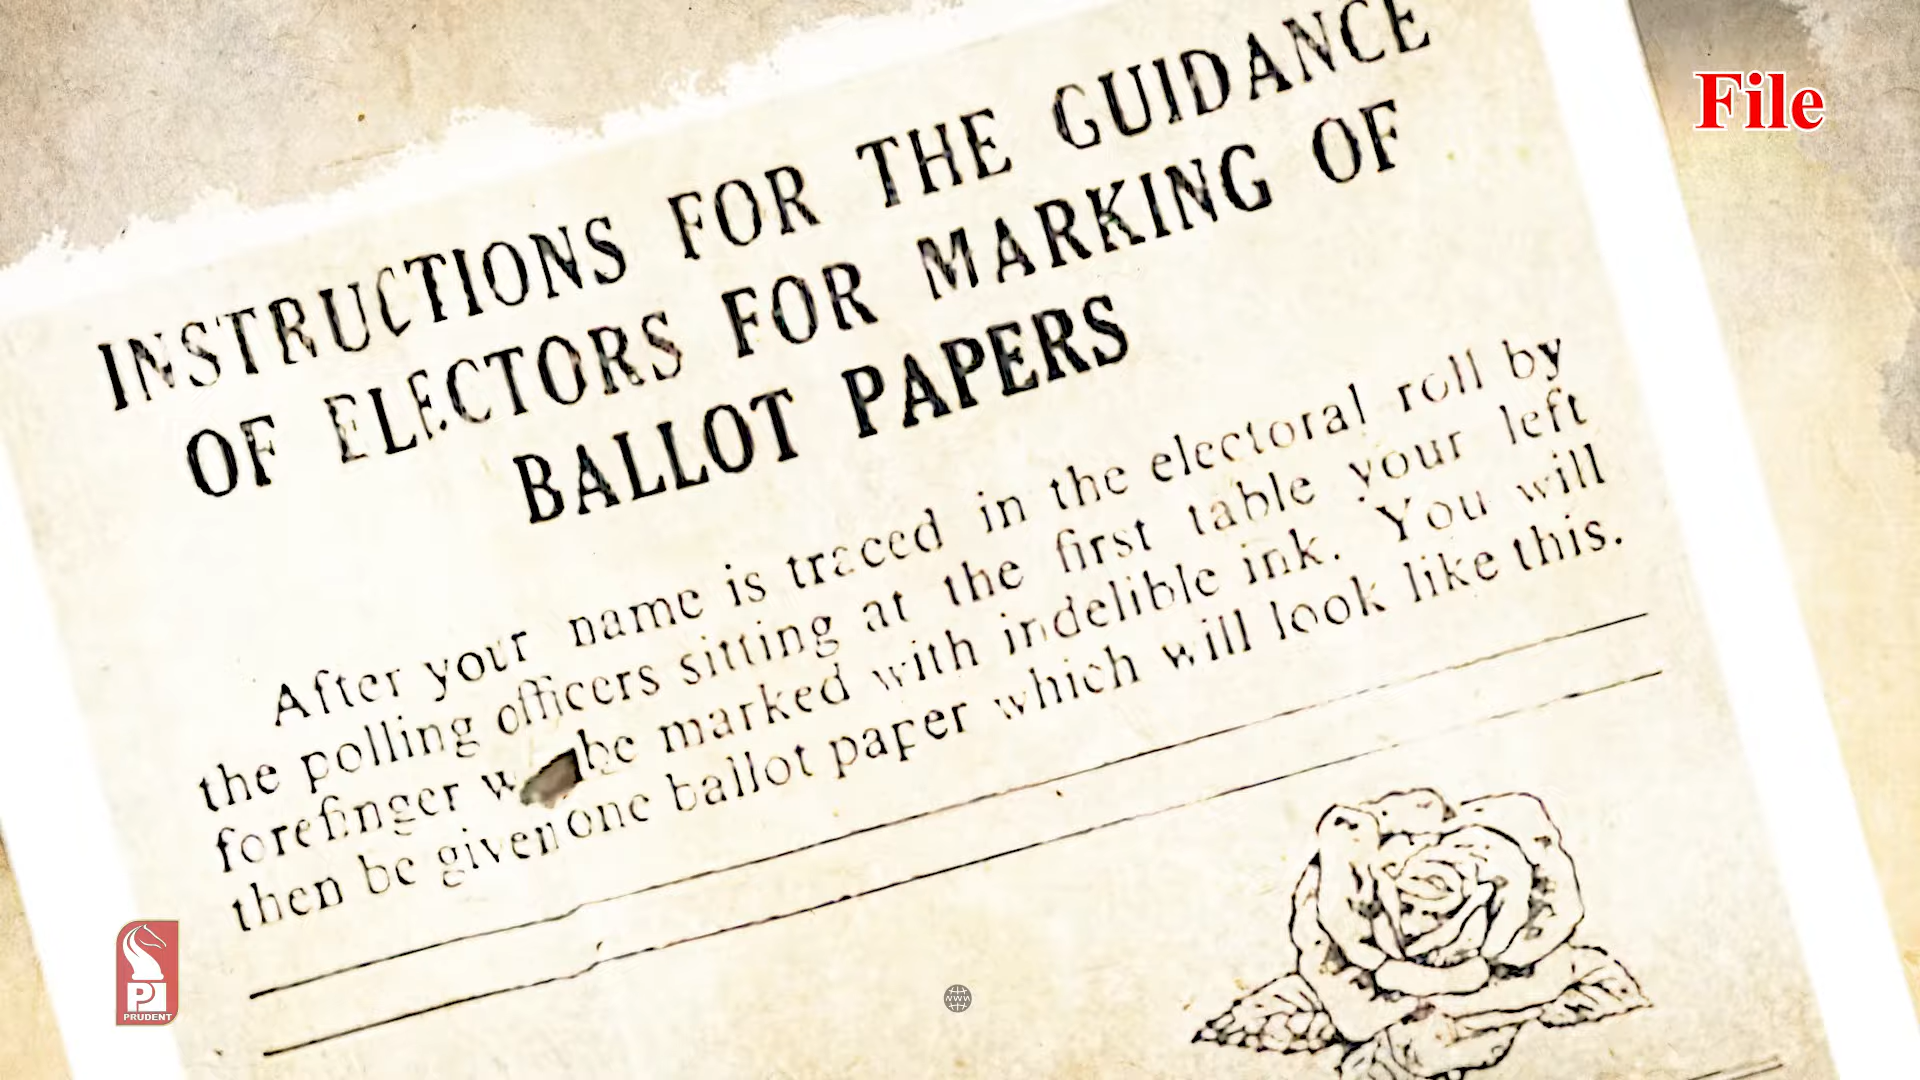 File
INSTRUCTIONS FOR THE GUIDANCE
OF ELECTORS FOR MARKING OF
BALLOT PAPERS
After your name is traced in the electoral roll by
the polling officers sitting at the first table your left
forefinger be marked with indelible ink. You will
then be given one ballot paper which will look like this.
PJ
PRUDENT
WWW